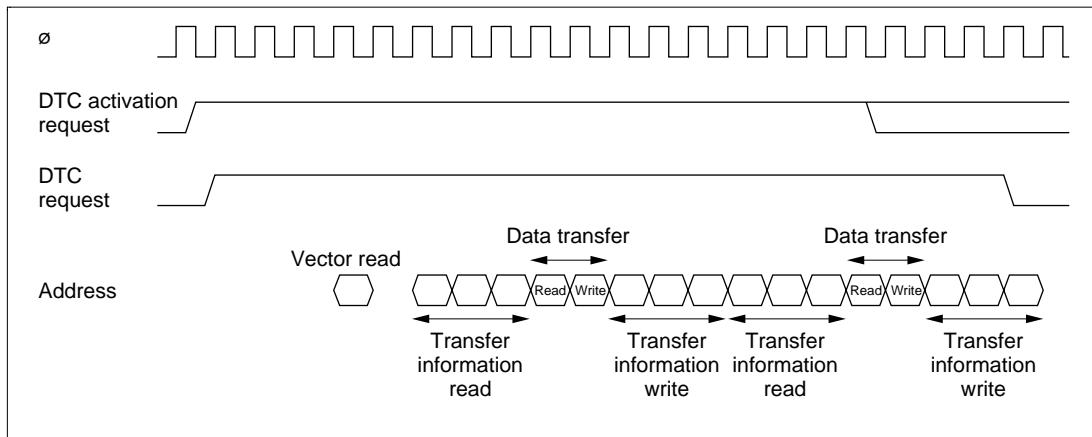 ø
DTC activation
request
DTC
request
Data transfer
Data transfer
Vector read
Address
Read
Write
Read
Write
Transfer
information
read
Transfer
information
write
Transfer
information
read
Transfer
information
write